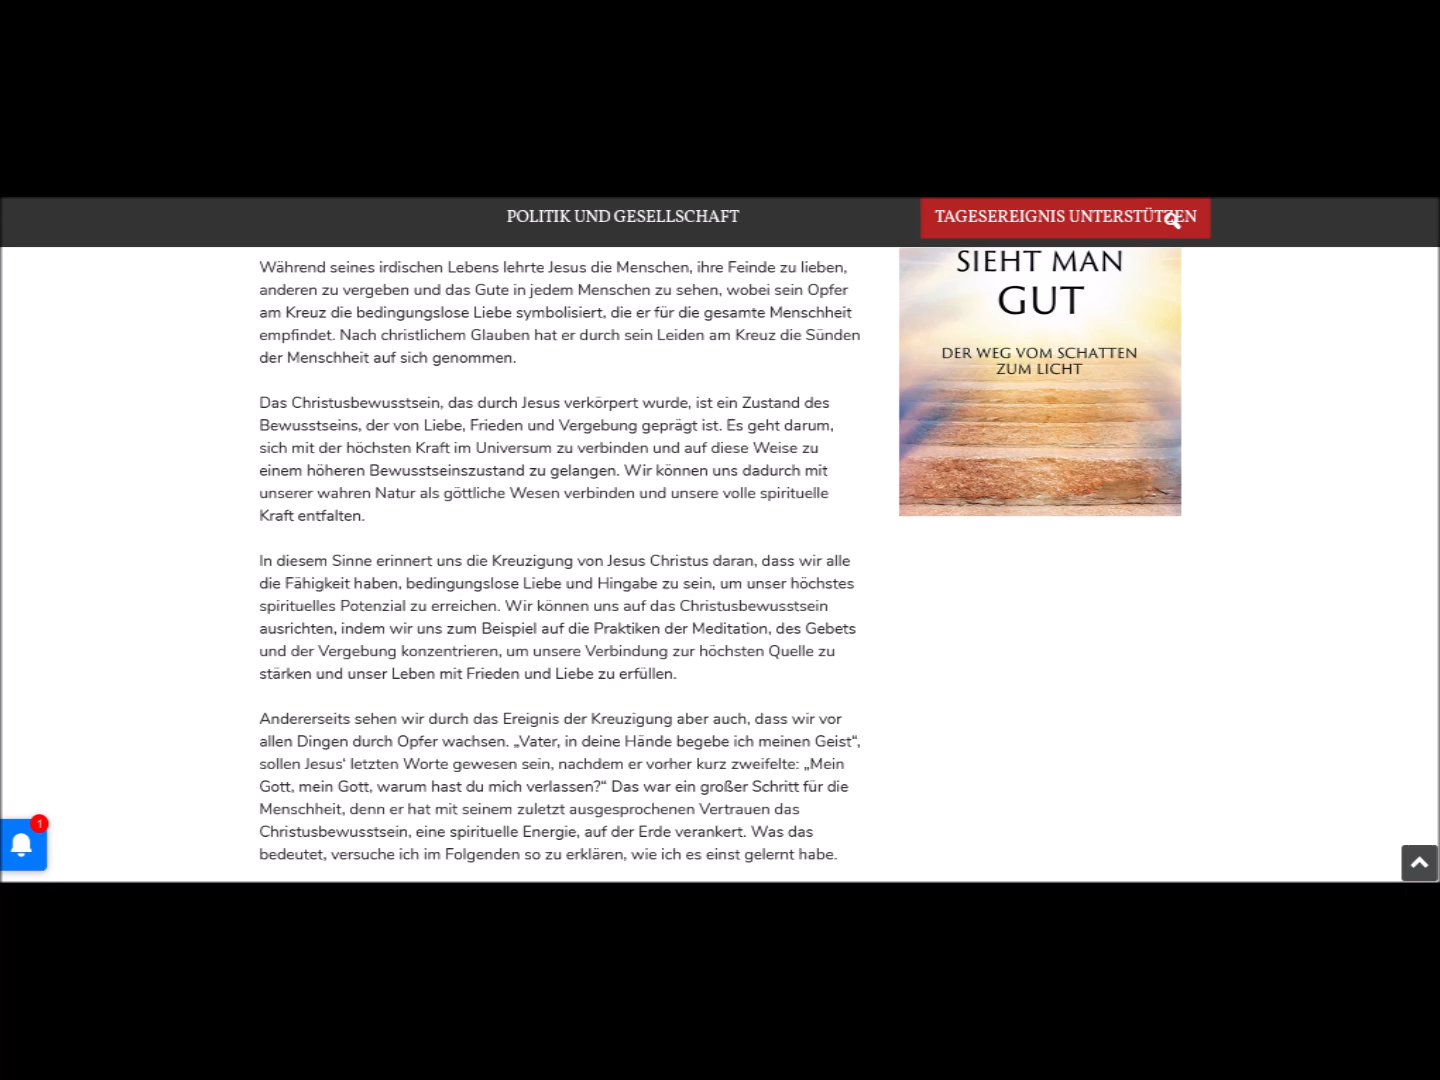 POLITIK UND GESELLSCHAFT
TAGESEREIGNIS UNTERSTÜTZEN
Während seines irdischen Lebens lehrte Jesus die Menschen, ihre Feinde zu lieben,
anderen zu vergeben und das Gute in jedem Menschen zu sehen, wobei sein Opfer
am Kreuz die bedingungslose Liebe symbolisiert, die er für die gesamte Menschheit
empfindet. Nach christlichem Glauben hat er durch sein Leiden am Kreuz die Sünden
der Menschheit auf sich genommen.
Das Christusbewusstsein, das durch Jesus verkörpert wurde, ist ein Zustand des
Bewusstseins, der von Liebe, Frieden und Vergebung geprägt ist. Es geht darum,
sich mit der höchsten Kraft im Universum zu verbinden und auf diese Weise zu
einem höheren Bewusstseinszustand zu gelangen. Wir können uns dadurch mit
unserer wahren Natur als göttliche Wesen verbinden und unsere volle spirituelle
Kraft entfalten.
In diesem Sinne erinnert uns die Kreuzigung von Jesus Christus daran, dass wir alle
die Fähigkeit haben, bedingungslose Liebe und Hingabe zu sein, um unser höchstes
spirituelles Potenzial zu erreichen. Wir können uns auf das Christusbewusstsein
ausrichten, indem wir uns zum Beispiel auf die Praktiken der Meditation, des Gebets
und der Vergebung konzentrieren, um unsere Verbindung zur höchsten Quelle zu
stärken und unser Leben mit Frieden und Liebe zu erfüllen.
Andererseits sehen wir durch das Ereignis der Kreuzigung aber auch, dass wir vor
allen Dingen durch Opfer wachsen. „Vater, in deine Hände begebe ich meinen Geist“,
sollen Jesus‘ letzten Worte gewesen sein, nachdem er vorher kurz zweifelte: „Mein
Gott, mein Gott, warum hast du mich verlassen?“ Das war ein großer Schritt für die
Menschheit, denn er hat mit seinem zuletzt ausgesprochenen Vertrauen das
Christusbewusstsein, eine spirituelle Energie, auf der Erde verankert. Was das
bedeutet, versuche ich im Folgenden so zu erklären, wie ich es einst gelernt habe.
SIEHT MAN
GUT
DER WEG VOM SCHATTEN
ZUM LICHT
1